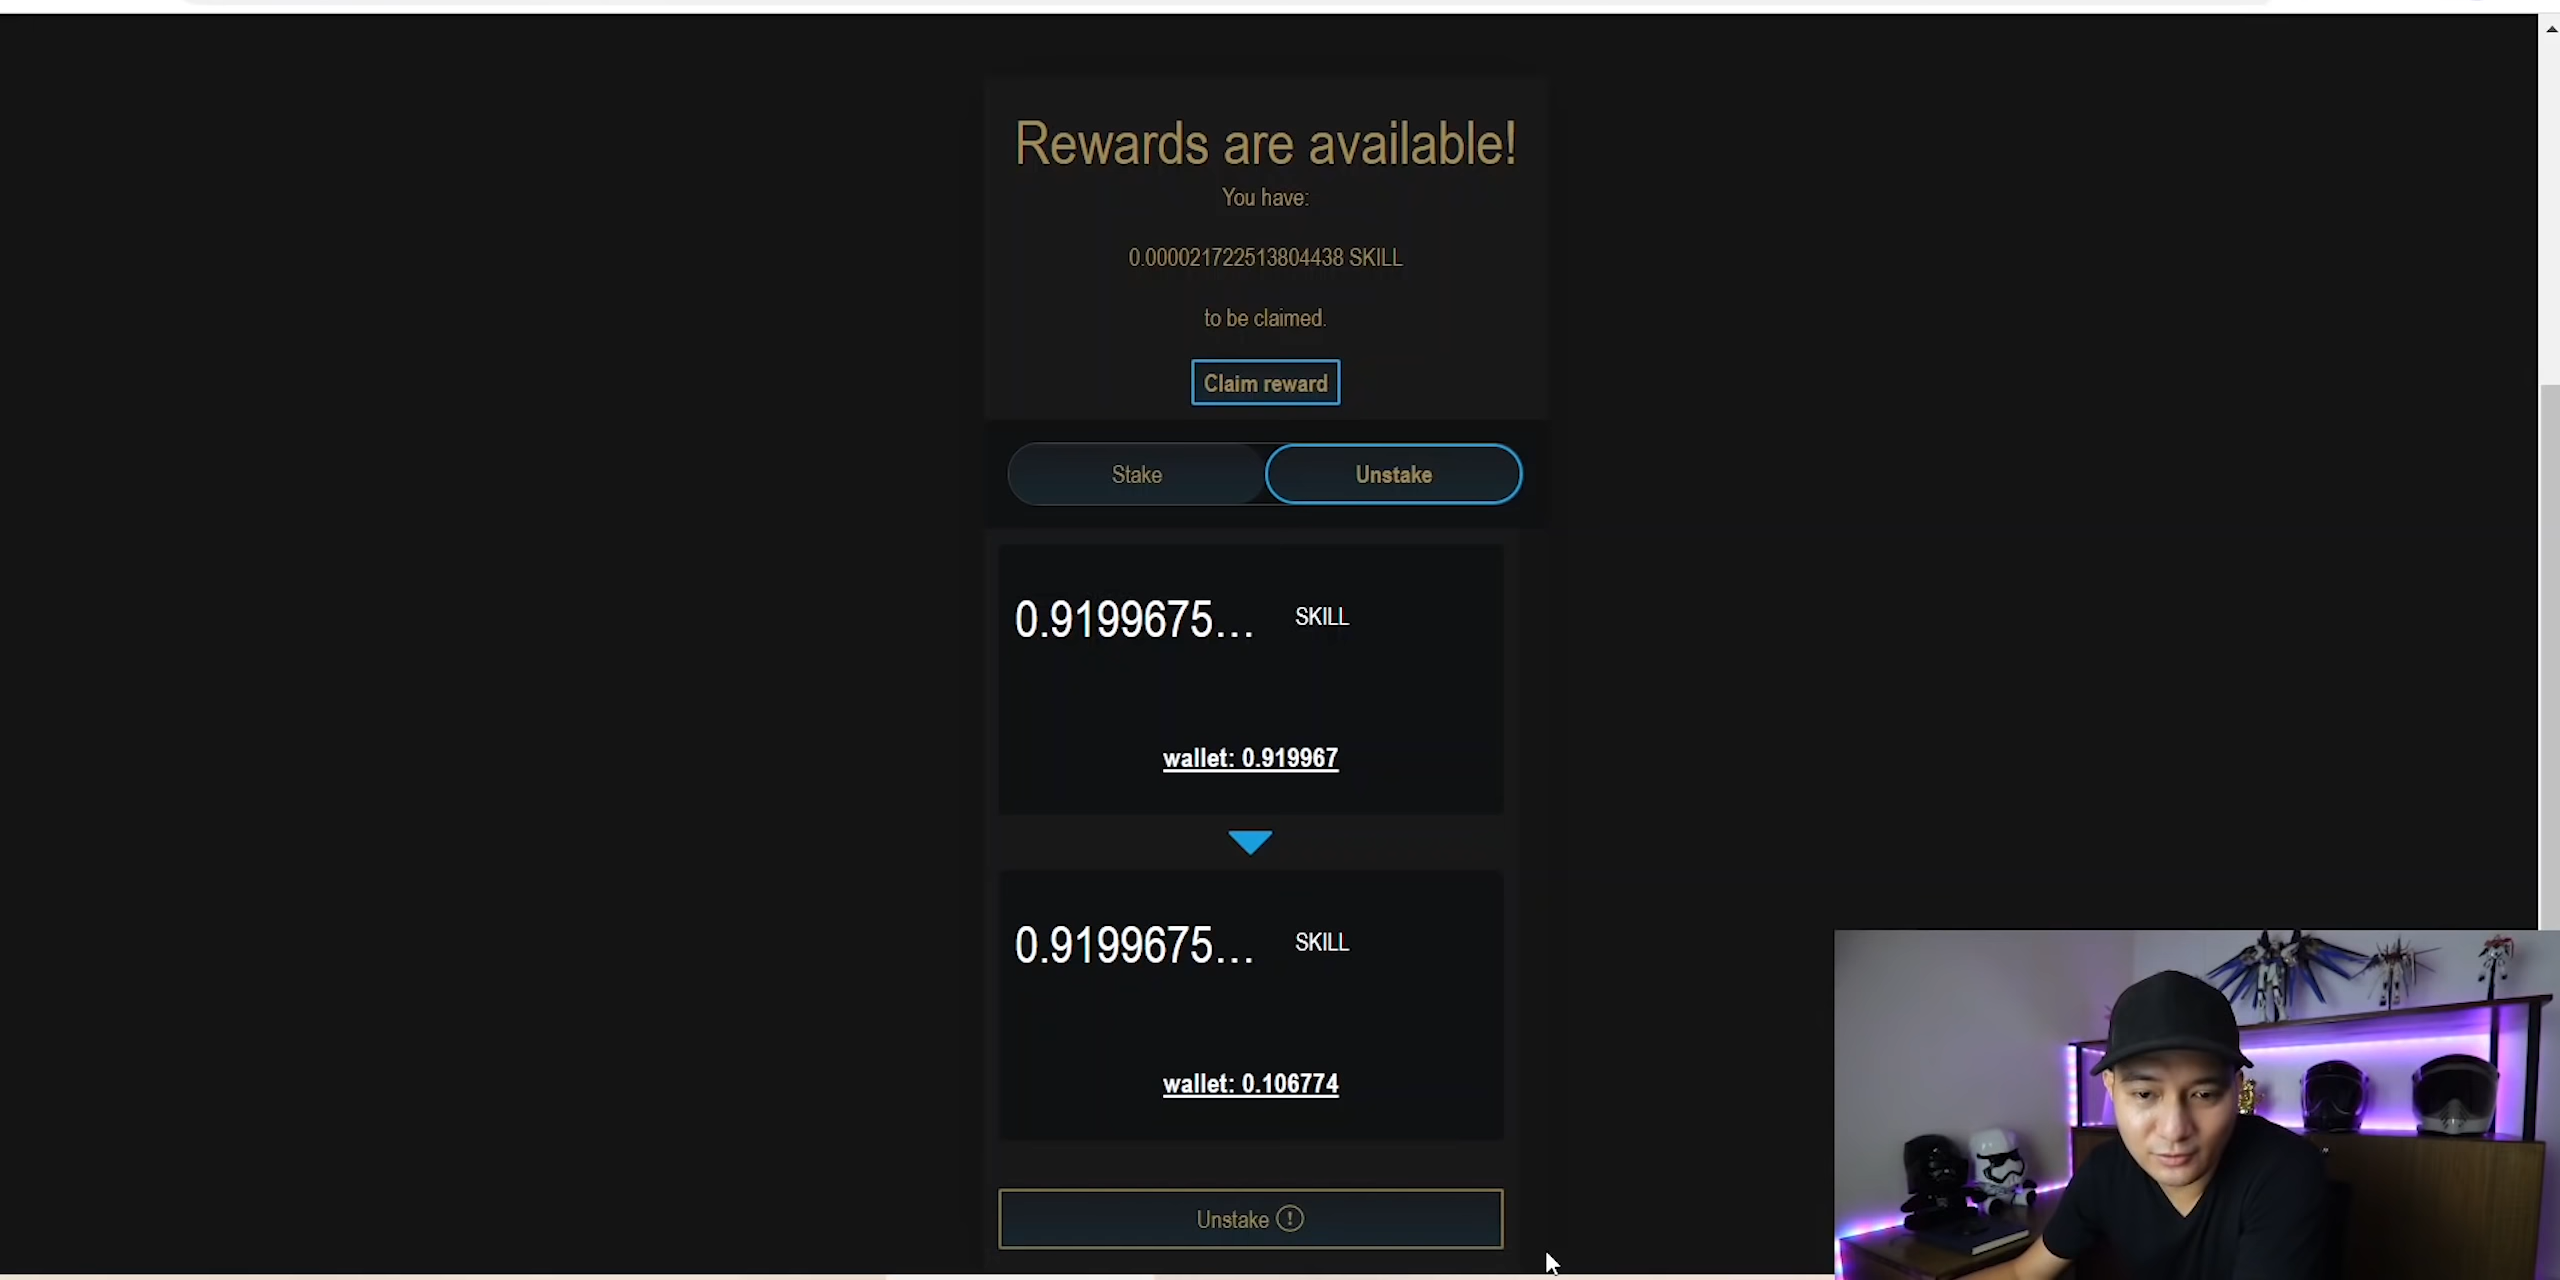 Rewards are available!
You have:
0.000021722513804438 SKILL
to be claimed.
Claim reward
Stake
Unstake
0.9199675... SKILL
wallet: 0.919967
0.9199675... SKILL
wallet: 0.106774
Unstake